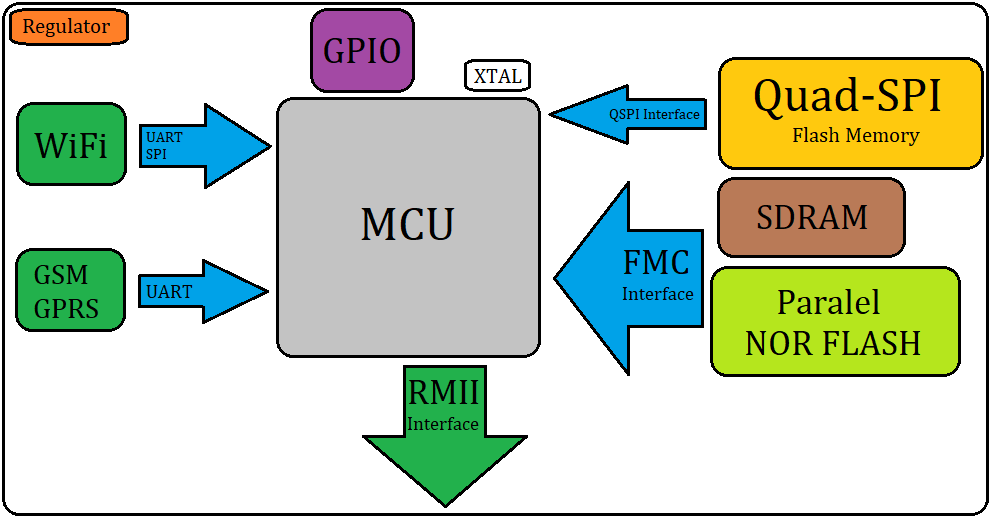 Regulator
GPIO
XTAL
Quad-SPI
Flash Memory
QSPI Interface
WiFi
UART
SPI
MCU
SDRAM
FMC
Interface
GSM
GPRS
UART
Paralel
NOR FLASH
RMII
Interface